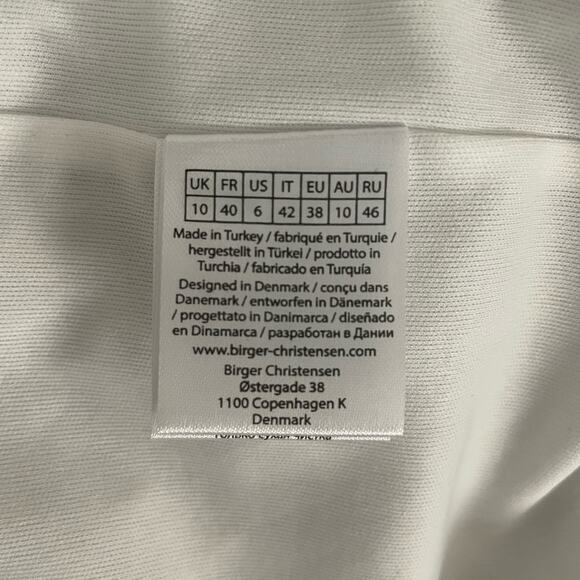 UK FR US IT EU AU RU
10 40 6 42 38 10 46
Made in Turkey / fabriqué en Turquie /
hergestellt in Türkei / prodotto in
Turchia / fabricado en Turquía
Designed in Denmark / conçu dans
Danemark / entworfen in Dänemark
/ progettato in Danimarca / diseñado
en Dinamarca / разработан в Дании
www.birger-christensen.com
Birger Christensen
Østergade 38
1100 Copenhagen K
Denmark